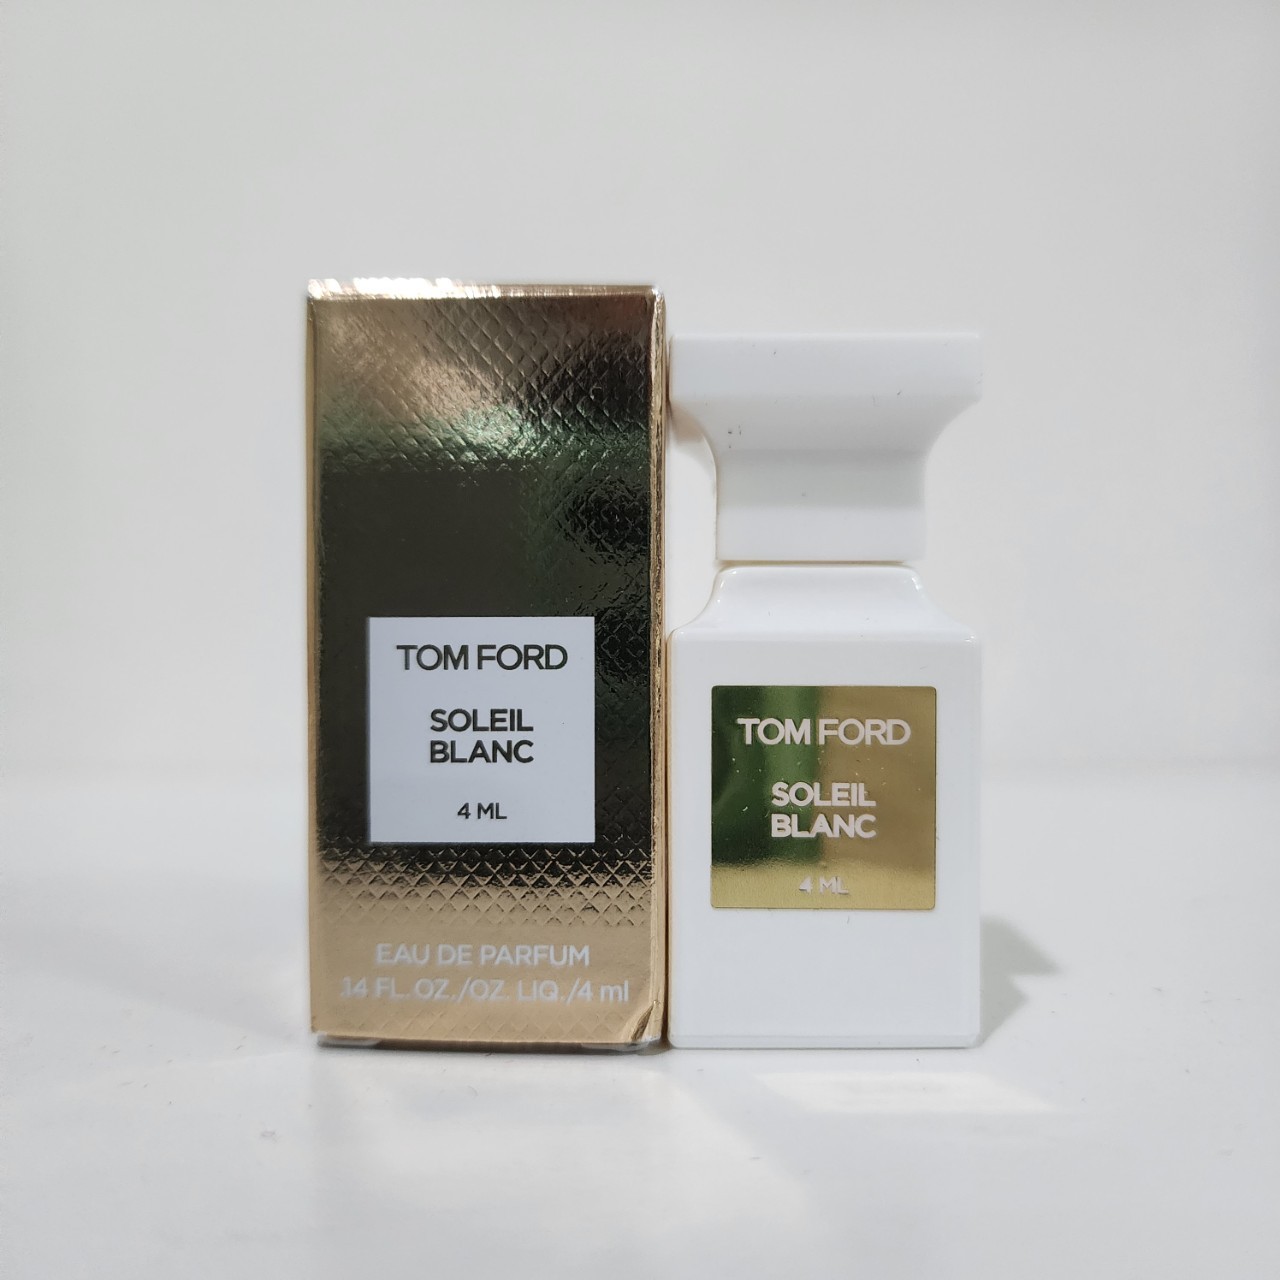 TOM FORD
SOLEIL
BLANC
4 ML
EAU DE PARFUM
.14 FL. OZ./OZ. LIQ./4 ml
TOM FORD
SOLEIL
BLANC
4 ML